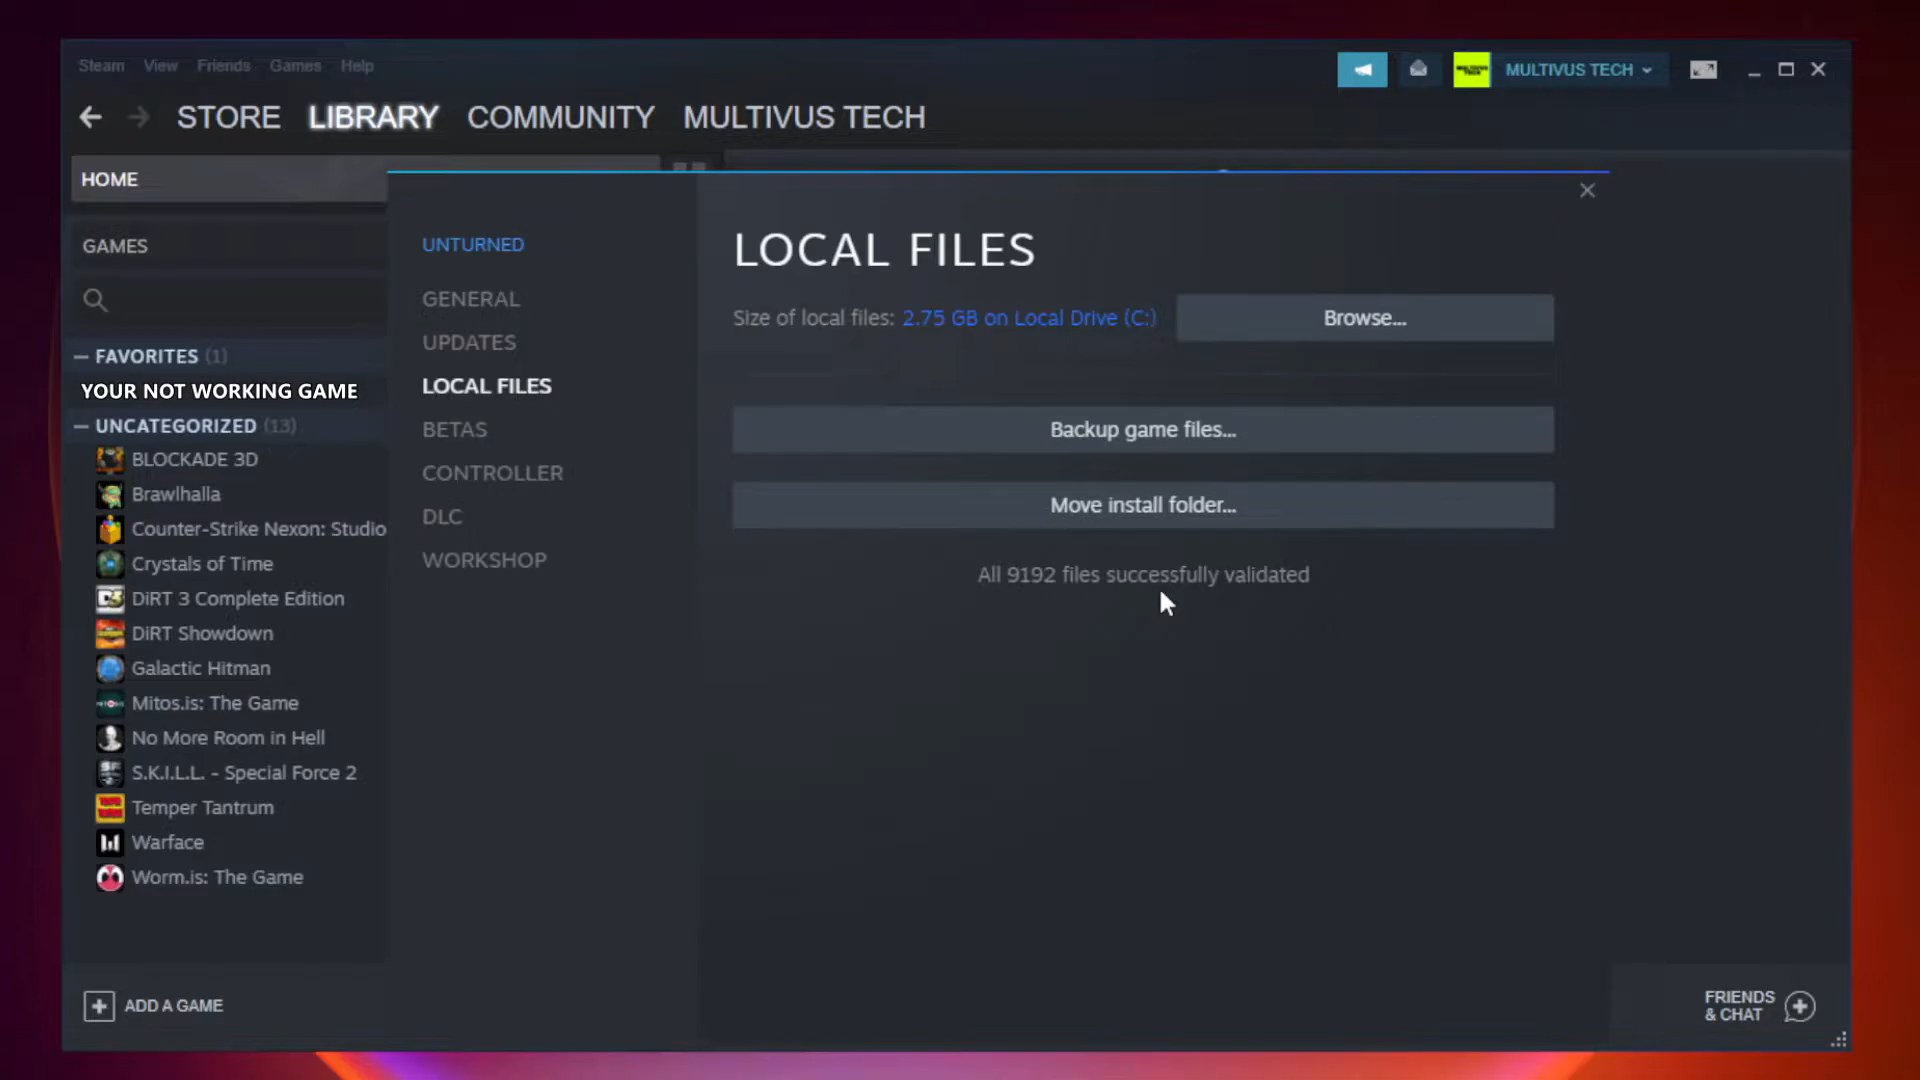 Steam View Friends Games Help
MULTIVUS TECH
STORE LIBRARY COMMUNITY MULTIVUS TECH
HOME
GAMES
— FAVORITES (1)
YOUR NOT WORKING GAME
— UNCATEGORIZED (13)
BLOCKADE 3D
Brawlhalla
Counter-Strike Nexon: Studio
Crystals of Time
DiRT 3 Complete Edition
DiRT Showdown
Galactic Hitman
Mitos.is: The Game
No More Room in Hell
S.K.I.L.L. - Special Force 2
Temper Tantrum
Warface
Worm.is: The Game
ADD A GAME
UNTURNED
GENERAL
UPDATES
LOCAL FILES
BETAS
CONTROLLER
DLC
WORKSHOP
LOCAL FILES
Size of local files: 2.75 GB on Local Drive (C:)
Browse...
Backup game files...
Move install folder...
All 9192 files successfully validated
FRIENDS
& CHAT